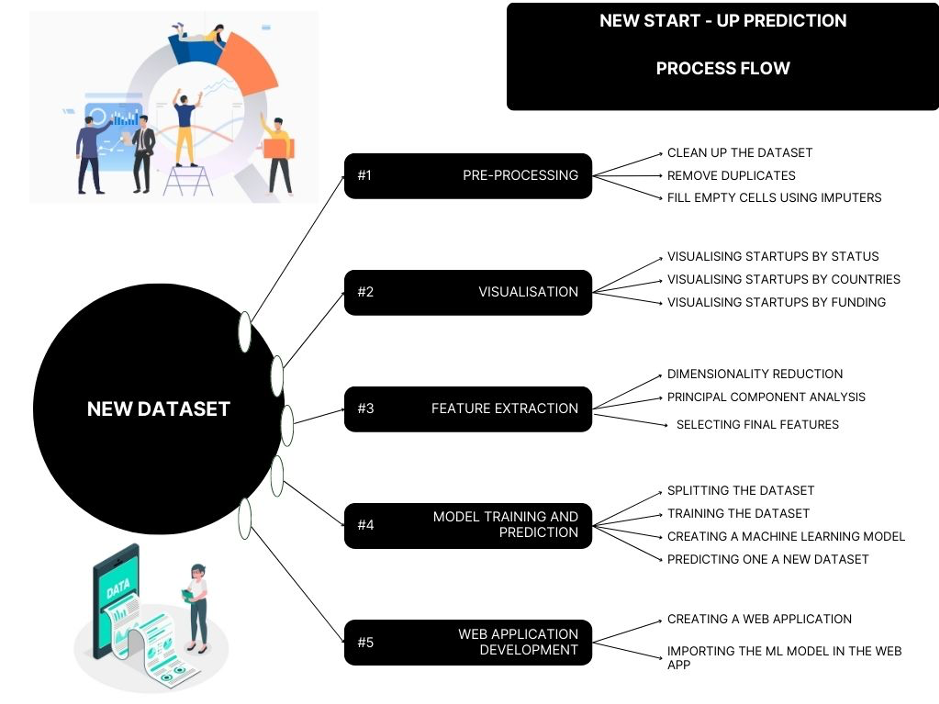 NEW START - UP PREDICTION
PROCESS FLOW
#1 PRE-PROCESSING
CLEAN UP THE DATASET
REMOVE DUPLICATES
FILL EMPTY CELLS USING IMPUTERS
#2 VISUALISATION
VISUALISING STARTUPS BY STATUS
VISUALISING STARTUPS BY COUNTRIES
VISUALISING STARTUPS BY FUNDING
NEW DATASET
#3 FEATURE EXTRACTION
DIMENSIONALITY REDUCTION
PRINCIPAL COMPONENT ANALYSIS
SELECTING FINAL FEATURES
#4 MODEL TRAINING AND
PREDICTION
SPLITTING THE DATASET
TRAINING THE DATASET
CREATING A MACHINE LEARNING MODEL
PREDICTING ONE A NEW DATASET
DATA
#5 WEB APPLICATION
DEVELOPMENT
CREATING A WEB APPLICATION
IMPORTING THE ML MODEL IN THE WEB
APP